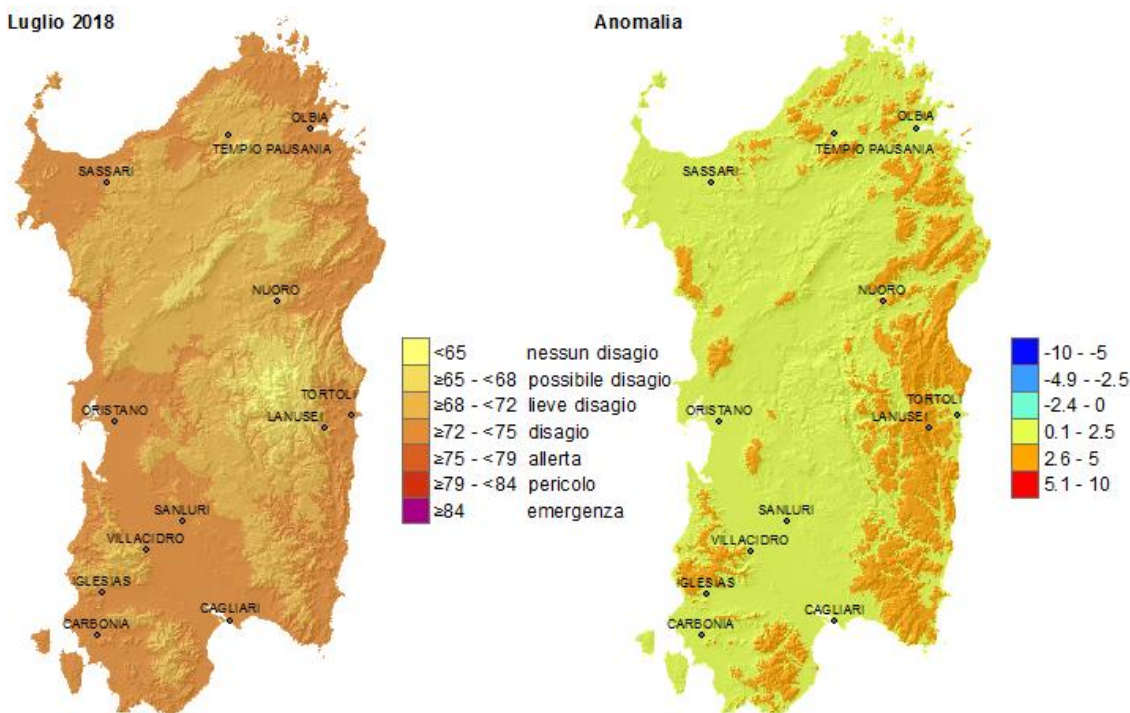 Luglio 2018
Anomalia
OLBIA
TEMPIO PAUSANIA
SASSARI
NUORO
TORTOLI
ORISTANO
LANUSEI
SANLURI
VILLACIDRO
IGLESIAS
CAGLIARI
CARBONIA
<65 nessun disagio
≥65 - <68 possibile disagio
≥68 - <72 lieve disagio
≥72 - <75 disagio
≥75 - <79 allerta
≥79 - <84 pericolo
≥84 emergenza
OLBIA
TEMPIO PAUSANIA
SASSARI
NUORO
TORTOLI
ORISTANO
LANUSEI
SANLURI
VILLACIDRO
IGLESIAS
CAGLIARI
CARBONIA
-10 - -5
-4.9 - -2.5
-2.4 - 0
0.1 - 2.5
2.6 - 5
5.1 - 10